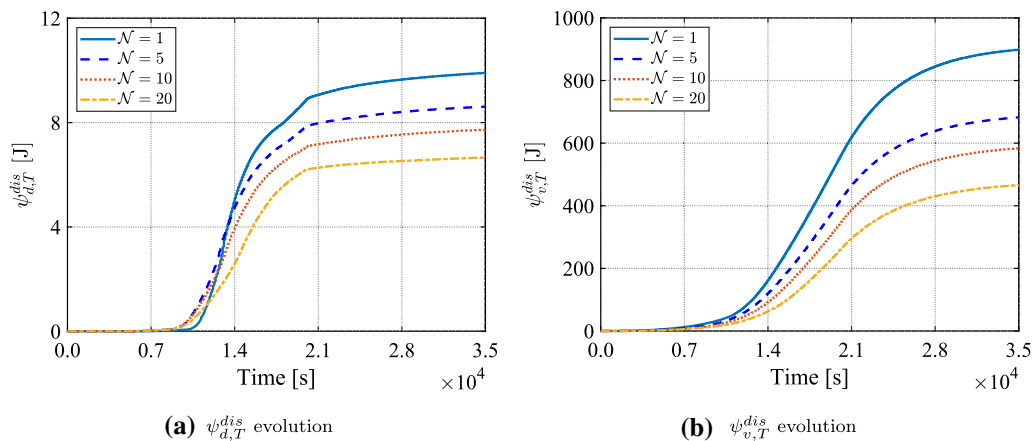 12
8
4
0
ψ^{dis}_{d,T} [J]
𝒩 = 1
𝒩 = 5
𝒩 = 10
𝒩 = 20
0.0 0.7 1.4 2.1 2.8 3.5
Time [s]
×10^4
(a) ψ^{dis}_{d,T} evolution
1000
800
600
400
200
0
ψ^{dis}_{v,T} [J]
𝒩 = 1
𝒩 = 5
𝒩 = 10
𝒩 = 20
0.0 0.7 1.4 2.1 2.8 3.5
Time [s]
×10^4
(b) ψ^{dis}_{v,T} evolution